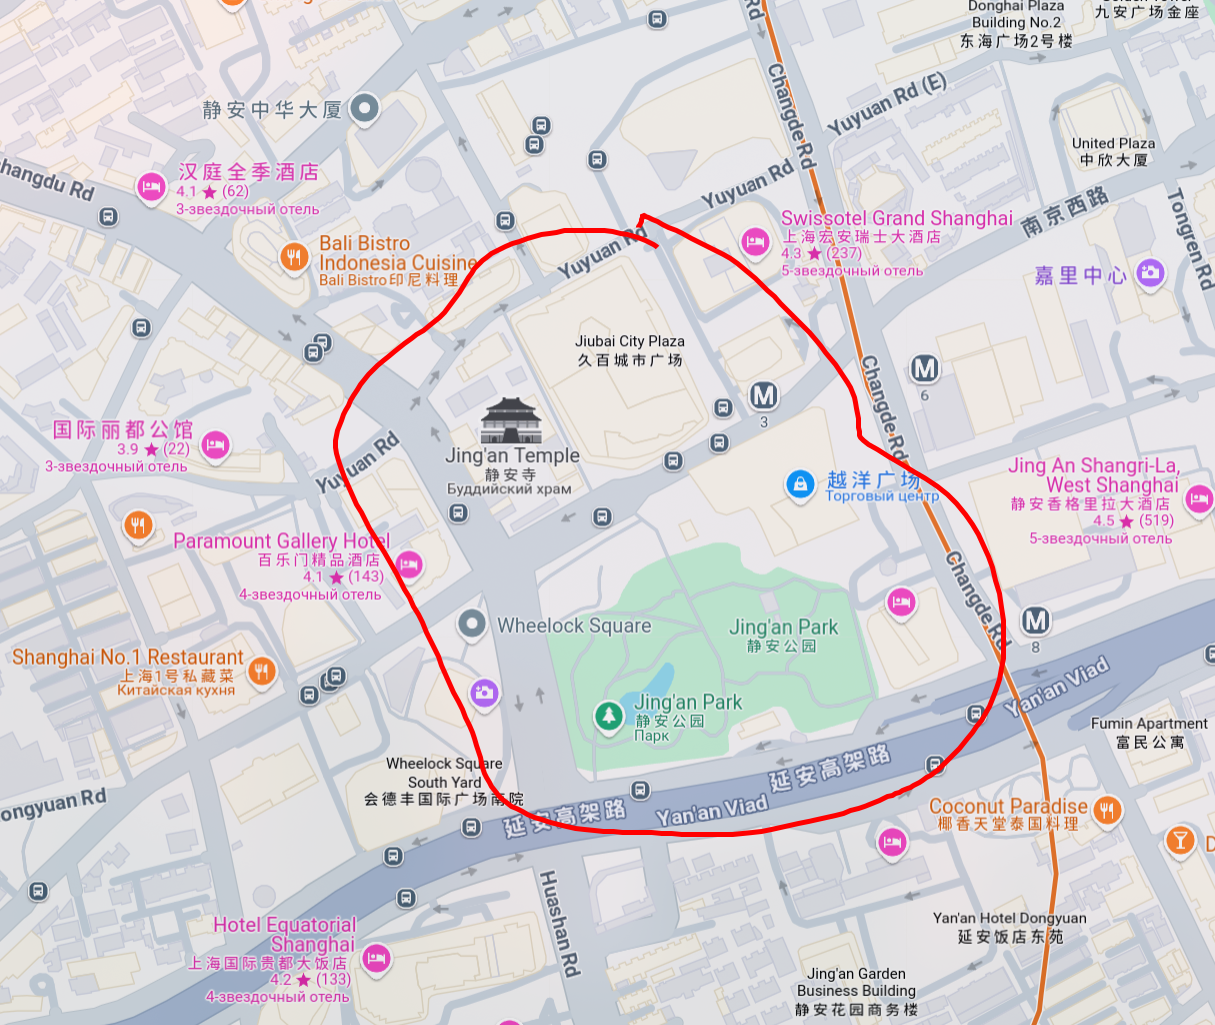 Donghai Plaza
Building No.2
东海广场2号楼
九安广场金座
Rd
Changde Rd
Yuyuan Rd (E)
静安中华大厦
United Plaza
中欣大厦
hangdu Rd
汉庭全季酒店
4.1 ★ (62)
3-звездочный отель
Yuyuan Rd
南京西路
Tongren Rd
Swissotel Grand Shanghai
上海宏安瑞士大酒店
4.3 ★ (237)
5-звездочный отель
Bali Bistro
Indonesia Cuisine
Bali Bistro印尼料理
Yuyuan Rd
嘉里中心
Jiubai City Plaza
久百城市广场
M
3
M
6
Changde Rd
国际丽都公馆
3.9 ★ (22)
3-звездочный отель
Yuyuan Rd
Jing'an Temple
静安寺
Буддийский храм
越洋广场
Торговый центр
Jing An Shangri-La,
West Shanghai
静安香格里拉大酒店
4.5 ★ (519)
5-звездочный отель
Paramount Gallery Hotel
百乐门精品酒店
4.1 ★ (143)
4-звездочный отель
Changde Rd
Wheelock Square
Jing'an Park
静安公园
M
8
Shanghai No.1 Restaurant
上海1号私藏菜
Китайская кухня
Jing'an Park
静安公园
Парк
Yan'an Viad
Fumin Apartment
富民公寓
Wheelock Square
South Yard
会德丰国际广场南院
延安高架路
延安高架路
Yan'an Viad
ongyuan Rd
Coconut Paradise
椰香天堂泰国料理
D
Huashan Rd
Hotel Equatorial
Shanghai
上海国际贵都大饭店
4.2 ★ (133)
4-звездочный отель
Yan'an Hotel Dongyuan
延安饭店东苑
Jing'an Garden
Business Building
静安花园商务楼